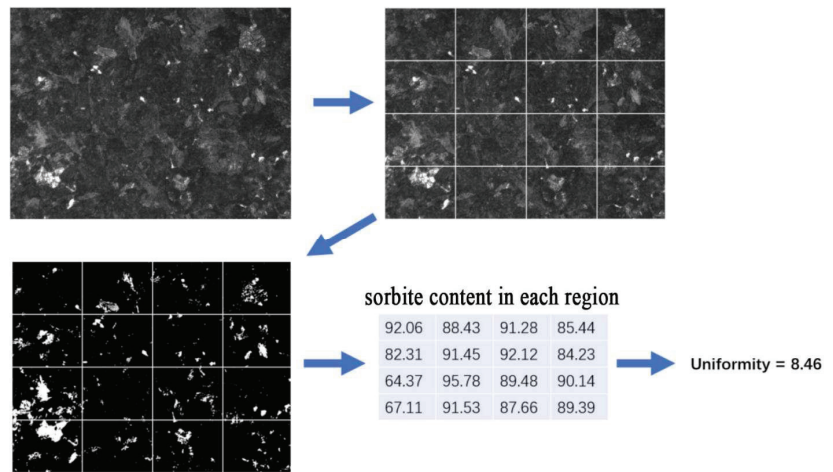 sorbite content in each region
92.06 88.43 91.28 85.44
82.31 91.45 92.12 84.23
64.37 95.78 89.48 90.14
67.11 91.53 87.66 89.39
Uniformity = 8.46